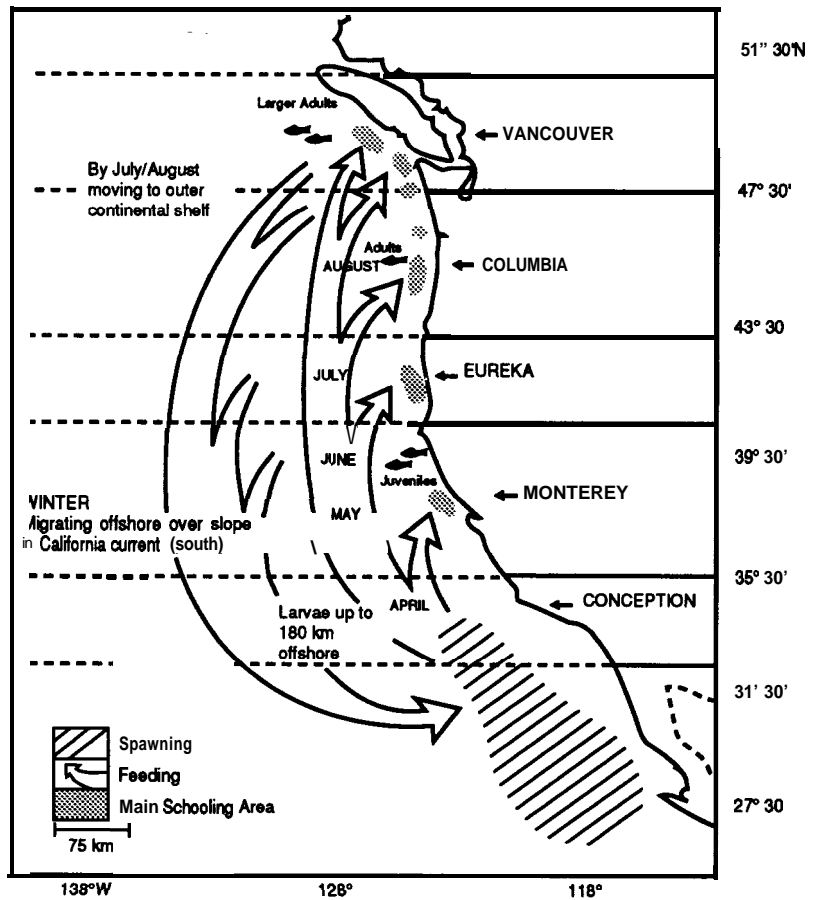 51" 30'N
Larger Adults
VANCOUVER
By July/August
moving to outer
continental shelf
47° 30'
Adults
AUGUST
COLUMBIA
43° 30
JULY
EUREKA
JUNE
39° 30'
Juveniles
MONTEREY
VINTER
Migrating offshore over slope
in California current (south)
MAY
35° 30'
APRIL
CONCEPTION
Larvae up to
180 km
offshore
31' 30'
Spawning
Feeding
Main Schooling Area
75 km
27° 30
138°W
126°
118°